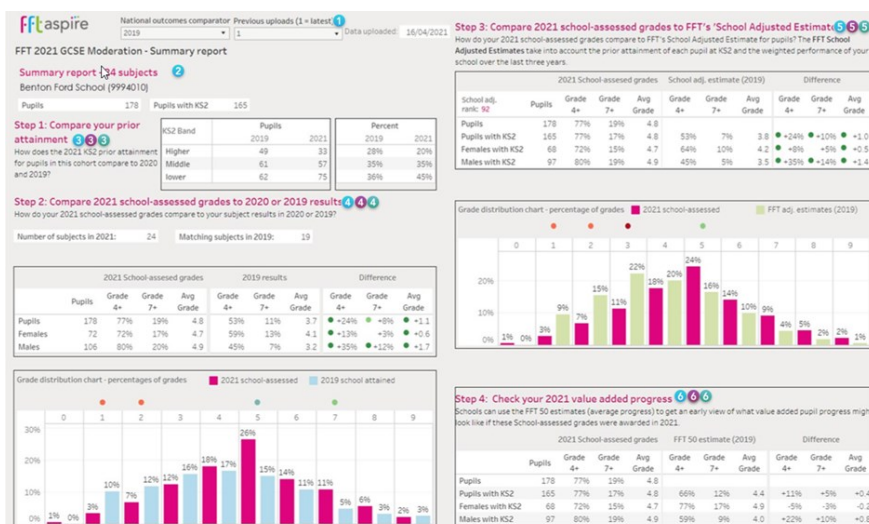 fftaspire
National outcomes comparator
Previous uploads (1 = latest)
1
2019
1
Data uploaded: 16/04/2021
FFT 2021 GCSE Moderation - Summary report
Summary report - 34 subjects 2
Benton Ford School (9994010)
Pupils 178 Pupils with KS2 165
Step 1: Compare your prior
attainment 3 3 3
How does the 2021 KS2 prior attainment
for pupils in this cohort compare to 2020
and 2019?
Pupils Percent
KS2 Band 2019 2021 2019 2021
Higher 49 33 28% 20%
Middle 61 57 35% 35%
lower 62 75 36% 45%
Step 2: Compare 2021 school-assessed grades to 2020 or 2019 results 4 4 4
How do your 2021 school-assessed grades compare to your subject results in 2020 or 2019?
Number of subjects in 2021: 24 Matching subjects in 2019: 19
2021 School-assesed grades 2019 results Difference
Pupils Grade 4+ Grade 7+ Avg Grade Grade 4+ Grade 7+ Avg Grade Grade 4+ Grade 7+ Avg Grade
Pupils 178 77% 19% 4.8 53% 11% 3.7 +24% +8% +1.1
Females 72 72% 17% 4.7 59% 13% 4.1 +13% +3% +0.6
Males 106 80% 20% 4.9 45% 7% 3.2 +35% +12% +1.7
Grade distribution chart - percentages of grades 2021 school-assessed 2019 school attained
0 1 2 3 4 5 6 7 8 9
30%
20%
10%
1% 0% 3% 10% 7% 12% 12% 16% 18% 17% 26% 15% 14% 11% 11% 5% 6% 3% 2% 3%
Step 3: Compare 2021 school-assessed grades to FFT's 'School Adjusted Estimate 5 5 5
How do your 2021 school-assessed grades compare to FFT's School Adjusted Estimate for pupils? The FFT School
Adjusted Estimates take into account the prior attainment of each pupil at KS2 and the weighted performance of your
school over the last three years.
2021 School-assesed grades School adj. estimate (2019) Difference
School adj.
rank: 92
Pupils Grade 4+ Grade 7+ Avg Grade Grade 4+ Grade 7+ Avg Grade Grade 4+ Grade 7+ Avg Grade
Pupils 178 77% 19% 4.8
Pupils with KS2 165 77% 17% 4.8 53% 7% 3.8 +24% +10% +1.0
Females with KS2 68 72% 15% 4.7 64% 10% 4.2 +8% +5% +0.5
Males with KS2 97 80% 19% 4.9 45% 5% 3.5 +35% +14% +1.4
Grade distribution chart - percentage of grades 2021 school-assessed FFT adj. estimates (2019)
0 1 2 3 4 5 6 7 8 9
20%
10%
0%
1% 0% 3% 9% 7% 15% 11% 22% 18% 20% 24% 16% 14% 10% 9% 4% 5% 2% 2% 1%
Step 4: Check your 2021 value added progress 6 6 6
Schools can use the FFT 50 estimates (average progress) to get an early view of what value added pupil progress migh
look like if these School-assessed grades were awarded in 2021.
2021 School-assesed grades FFT 50 estimate (2019) Difference
Pupils Grade 4+ Grade 7+ Avg Grade Grade 4+ Grade 7+ Avg Grade Grade 4+ Grade 7+ Avg Grade
Pupils 178 77% 19% 4.8
Pupils with KS2 165 77% 17% 4.8 66% 12% 4.4 +11% +5% +0.4
Females with KS2 68 72% 15% 4.7 77% 17% 4.9 -5% -3% -0.2
Males with KS2 97 80% 19% 4.9 59% 9% 4.0 +22% +10% +0.8